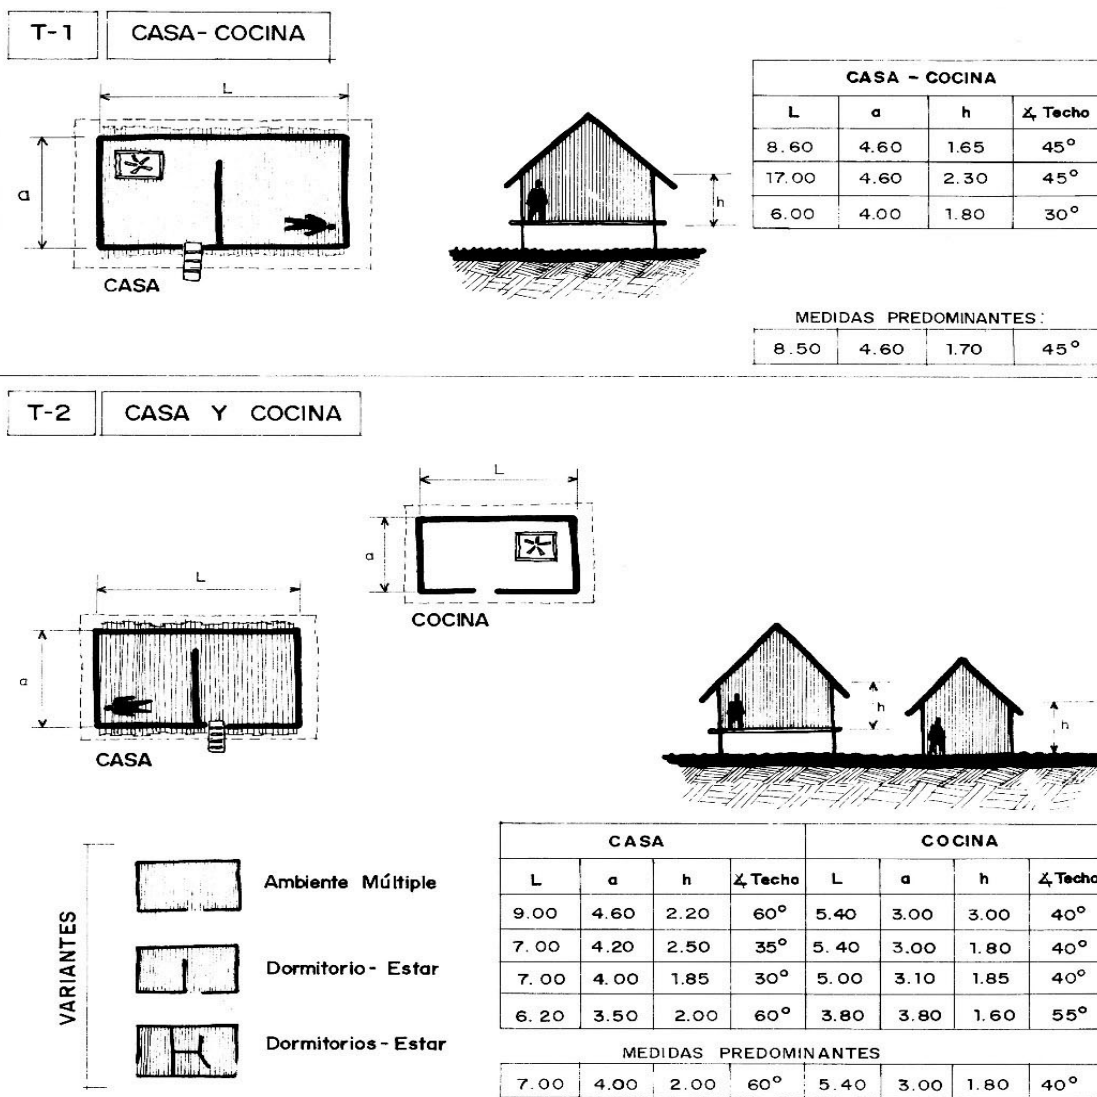 T-1 CASA-COCINA
L
a
CASA
h
CASA - COCINA
L a h ∡ Techo
8.60 4.60 1.65 45°
17.00 4.60 2.30 45°
6.00 4.00 1.80 30°
MEDIDAS PREDOMINANTES:
8.50 4.60 1.70 45°
T-2 CASA Y COCINA
L
a
COCINA
L
a
CASA
h
h
VARIANTES
Ambiente Múltiple
Dormitorio - Estar
Dormitorios - Estar
CASA COCINA
L a h ∡ Techo L a h ∡ Techo
9.00 4.60 2.20 60° 5.40 3.00 3.00 40°
7.00 4.20 2.50 35° 5.40 3.00 1.80 40°
7.00 4.00 1.85 30° 5.00 3.10 1.85 40°
6.20 3.50 2.00 60° 3.80 3.80 1.60 55°
MEDIDAS PREDOMINANTES
7.00 4.00 2.00 60° 5.40 3.00 1.80 40°